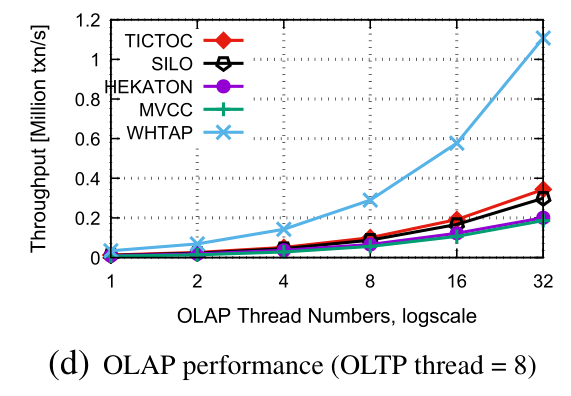 1.2
1
0.8
0.6
0.4
0.2
0
Throughput [Million txn/s]
TICTOC
SILO
HEKATON
MVCC
WHTAP
1 2 4 8 16 32
OLAP Thread Numbers, logscale
(d) OLAP performance (OLTP thread = 8)